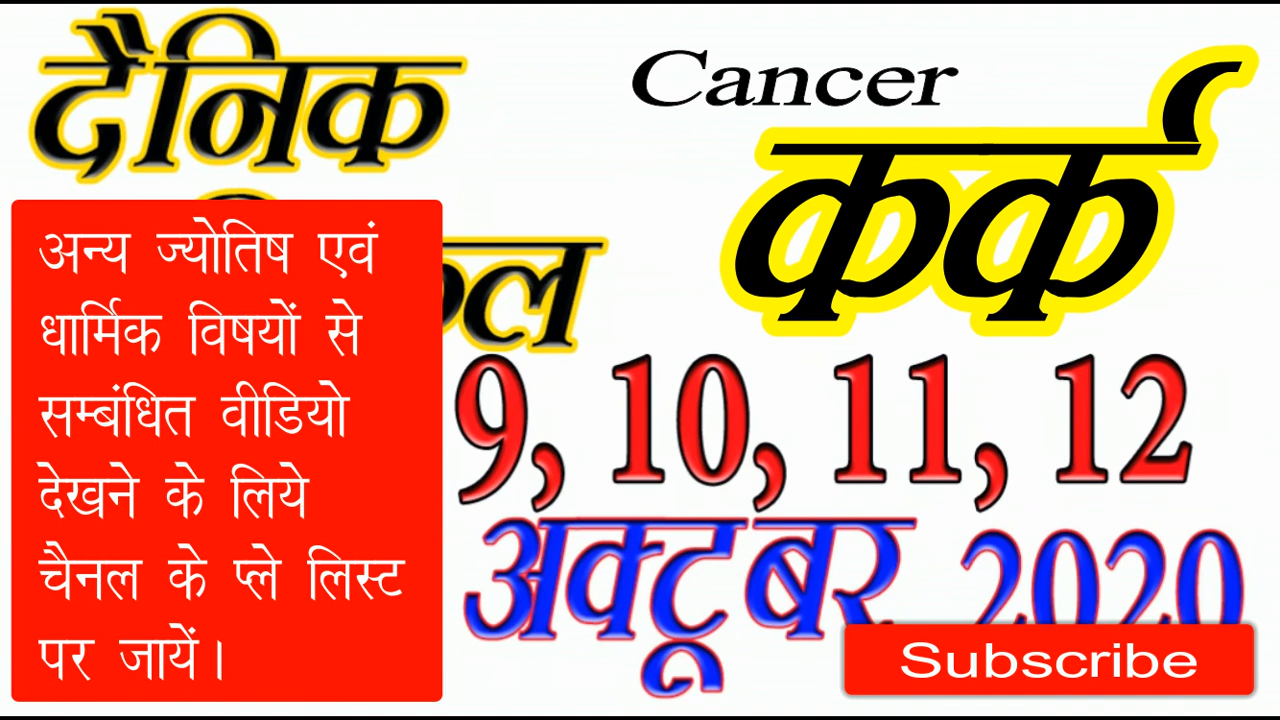 दैनिक
Cancer
कर्क
अन्य ज्योतिष एवं
धार्मिक विषयों से
सम्बंधित वीडियो
देखने के लिये
चैनल के प्ले लिस्ट
पर जायें।
9, 10, 11, 12
अक्टूबर 2020
Subscribe